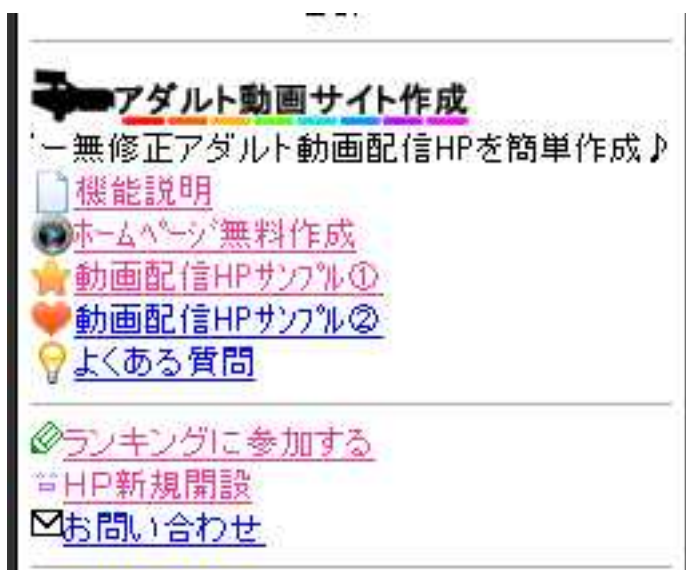 アダルト動画サイト作成
ー無修正アダルト動画配信HPを簡単作成♪
機能説明
ﾎｰﾑﾍﾟｰｼﾞ無料作成
動画配信HPｻﾝﾌﾟﾙ①
動画配信HPｻﾝﾌﾟﾙ②
よくある質問
ランキングに参加する
HP新規開設
お問い合わせ